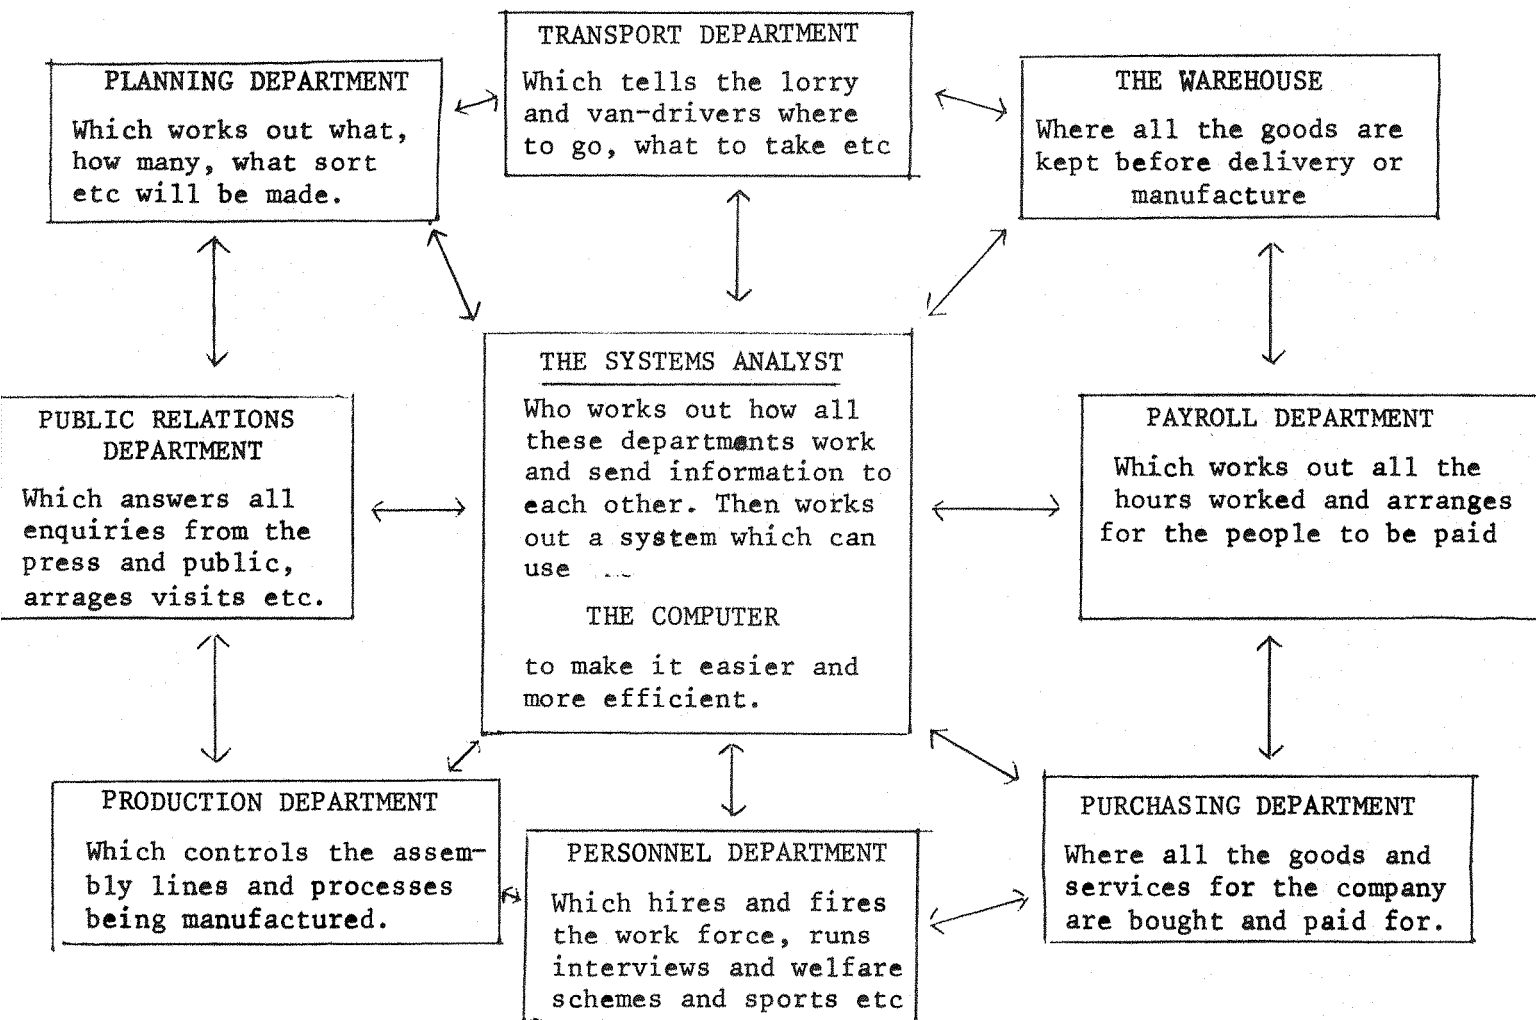 TRANSPORT DEPARTMENT
Which tells the lorry
and van-drivers where
to go, what to take etc
PLANNING DEPARTMENT
Which works out what,
how many, what sort
etc will be made.
THE WAREHOUSE
Where all the goods are
kept before delivery or
manufacture
THE SYSTEMS ANALYST
Who works out how all
these departments work
and send information to
each other. Then works
out a system which can
use ...
THE COMPUTER
to make it easier and
more efficient.
PUBLIC RELATIONS
DEPARTMENT
Which answers all
enquiries from the
press and public,
arrages visits etc.
PAYROLL DEPARTMENT
Which works out all the
hours worked and arranges
for the people to be paid
PRODUCTION DEPARTMENT
Which controls the assem-
bly lines and processes
being manufactured.
PERSONNEL DEPARTMENT
Which hires and fires
the work force, runs
interviews and welfare
schemes and sports etc
PURCHASING DEPARTMENT
Where all the goods and
services for the company
are bought and paid for.